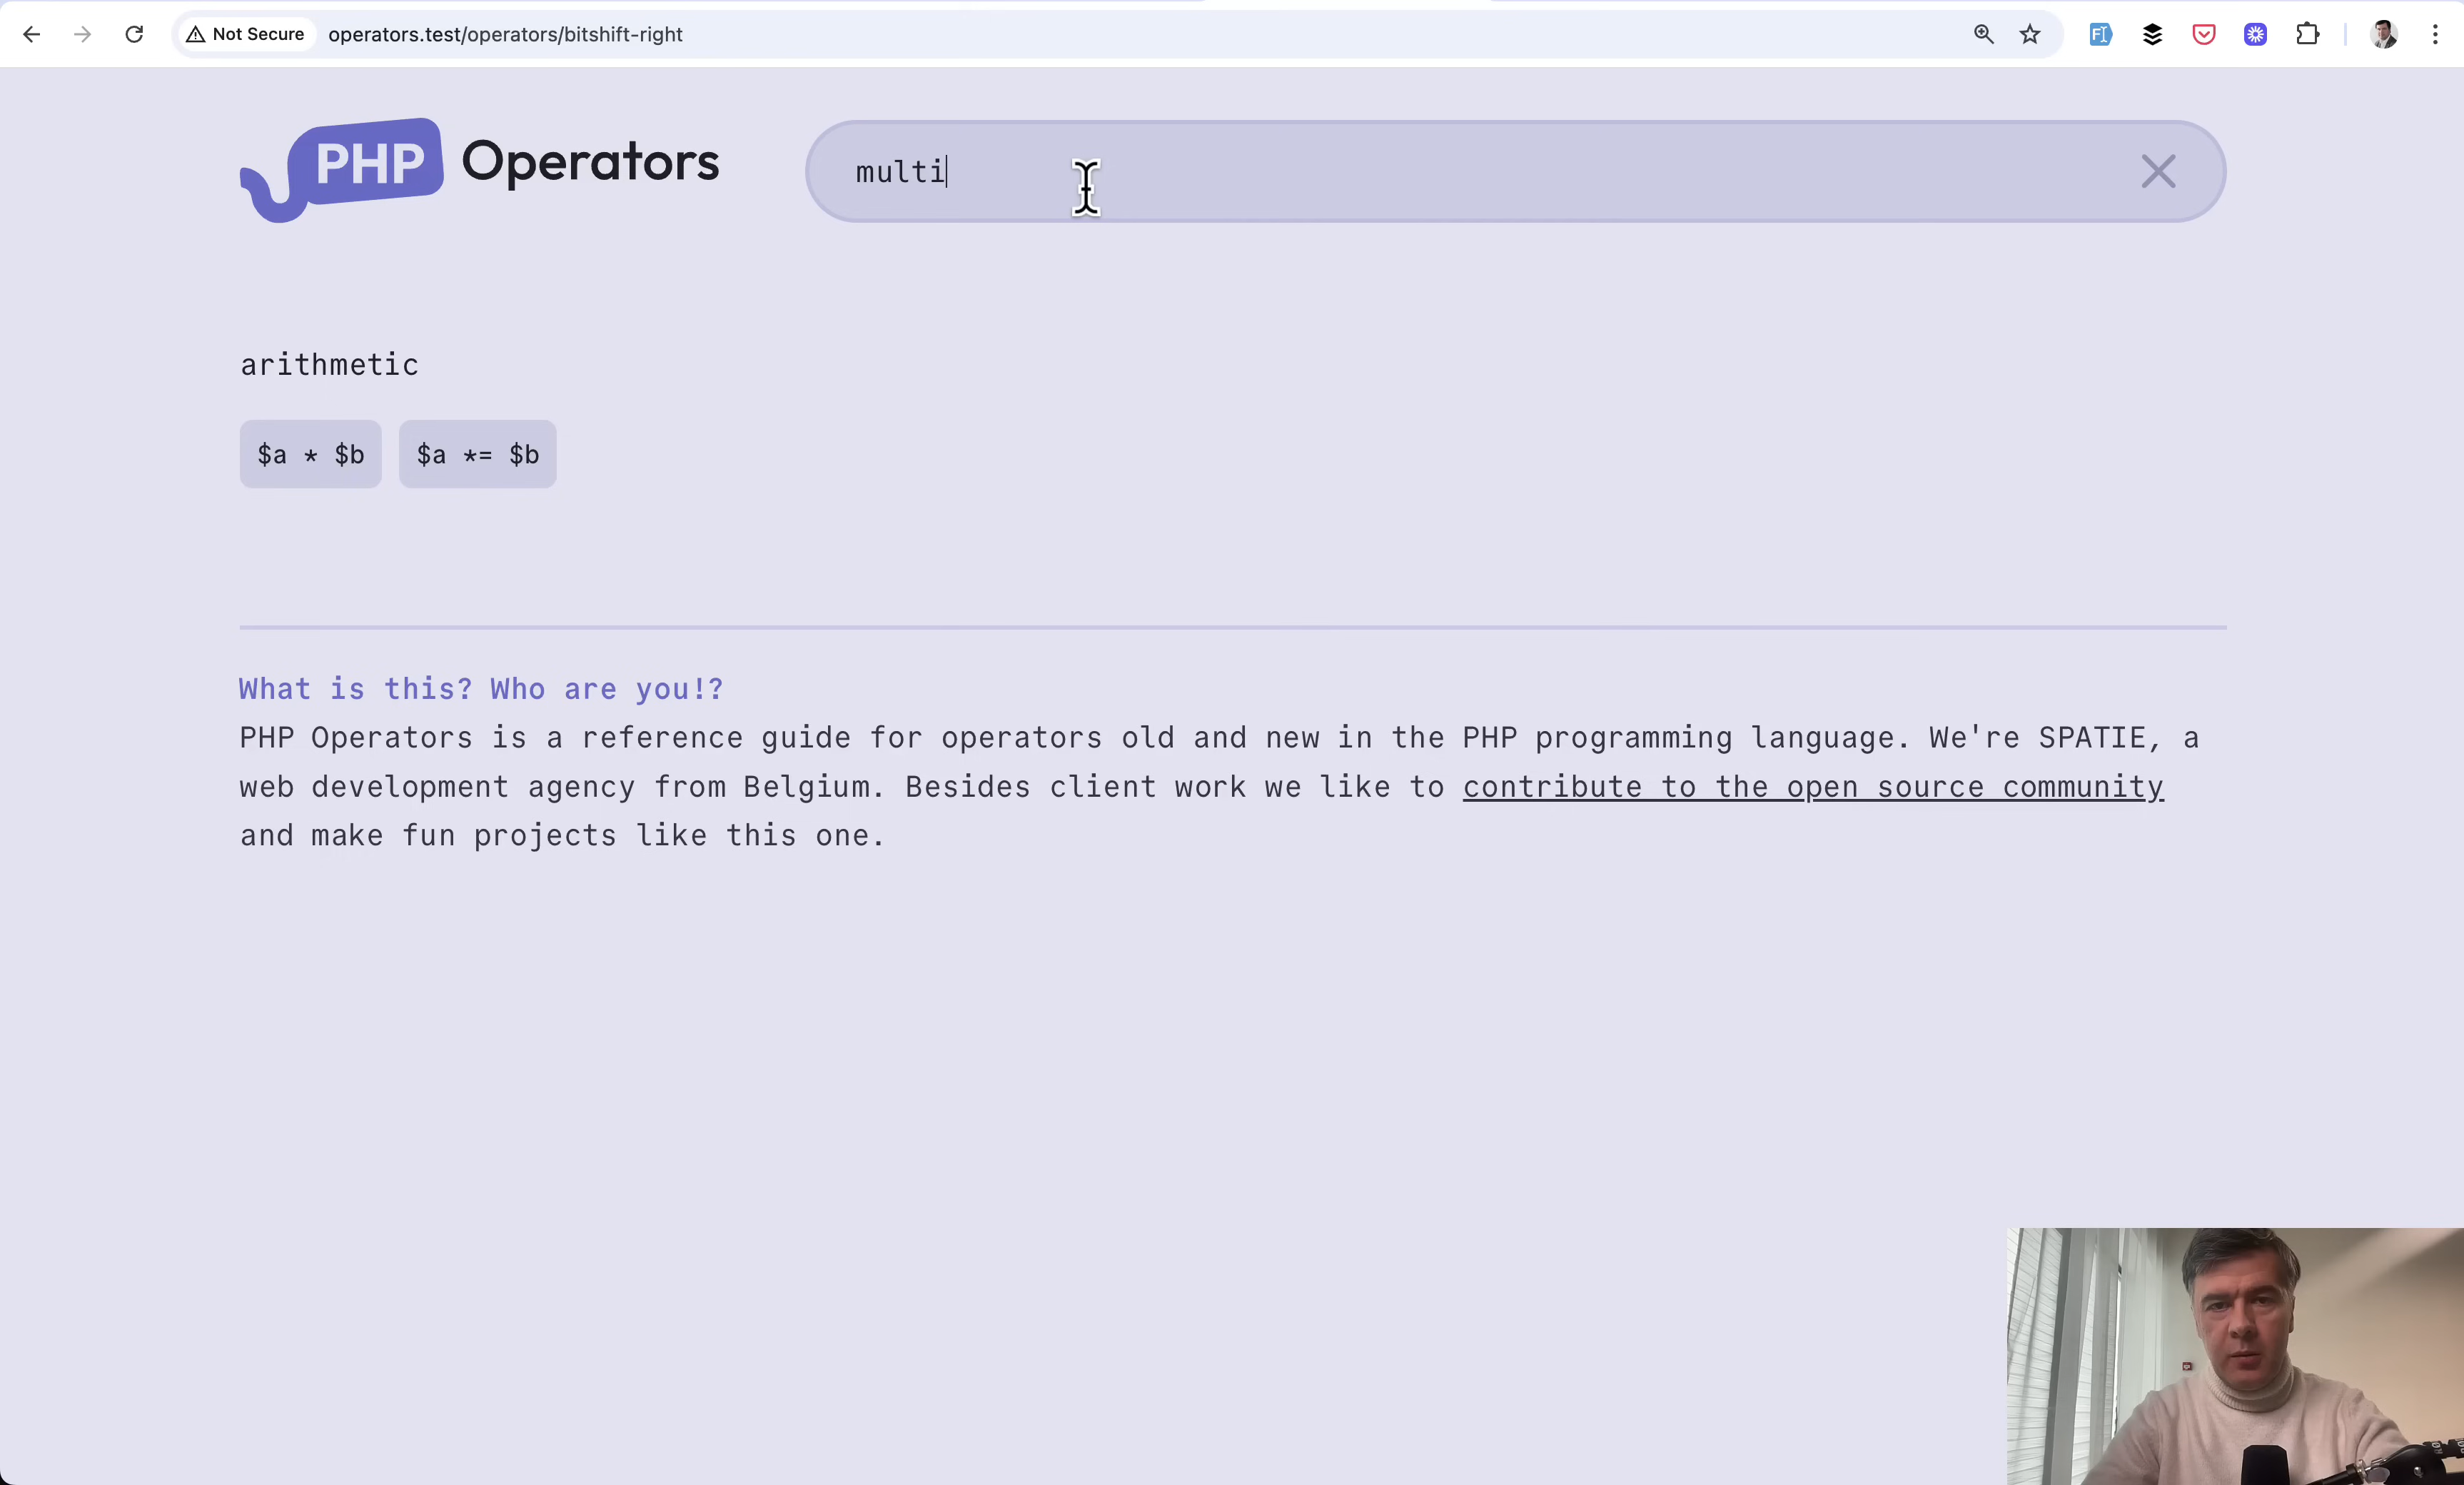 Not Secure operators.test/operators/bitshift-right
PHP Operators
multi
arithmetic
$a * $b $a *= $b
What is this? Who are you!?
PHP Operators is a reference guide for operators old and new in the PHP programming language. We're SPATIE, a
web development agency from Belgium. Besides client work we like to contribute to the open source community
and make fun projects like this one.